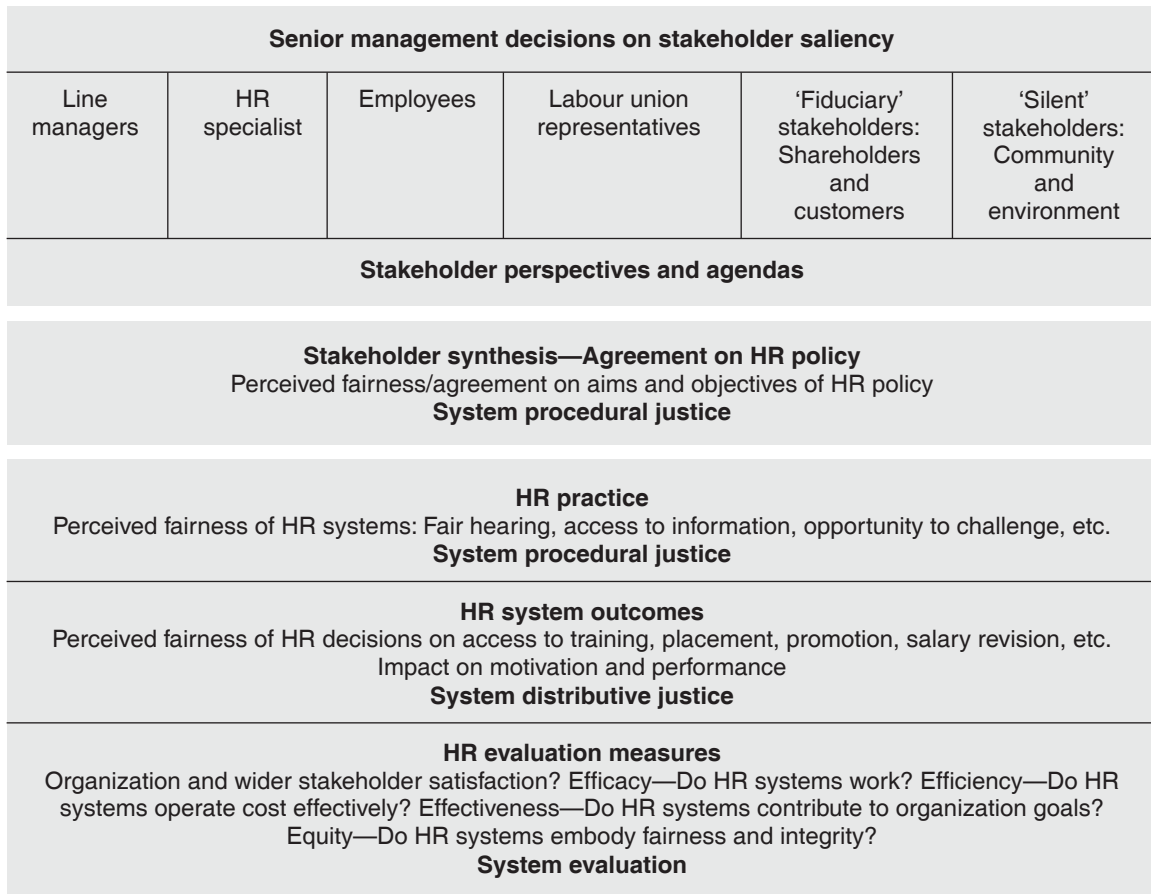 Senior management decisions on stakeholder saliency
Line
managers
HR
specialist
Employees
Labour union
representatives
‘Fiduciary’
stakeholders:
Shareholders
and
customers
‘Silent’
stakeholders:
Community
and
environment
Stakeholder perspectives and agendas
Stakeholder synthesis—Agreement on HR policy
Perceived fairness/agreement on aims and objectives of HR policy
System procedural justice
HR practice
Perceived fairness of HR systems: Fair hearing, access to information, opportunity to challenge, etc.
System procedural justice
HR system outcomes
Perceived fairness of HR decisions on access to training, placement, promotion, salary revision, etc.
Impact on motivation and performance
System distributive justice
HR evaluation measures
Organization and wider stakeholder satisfaction? Efficacy—Do HR systems work? Efficiency—Do HR
systems operate cost effectively? Effectiveness—Do HR systems contribute to organization goals?
Equity—Do HR systems embody fairness and integrity?
System evaluation